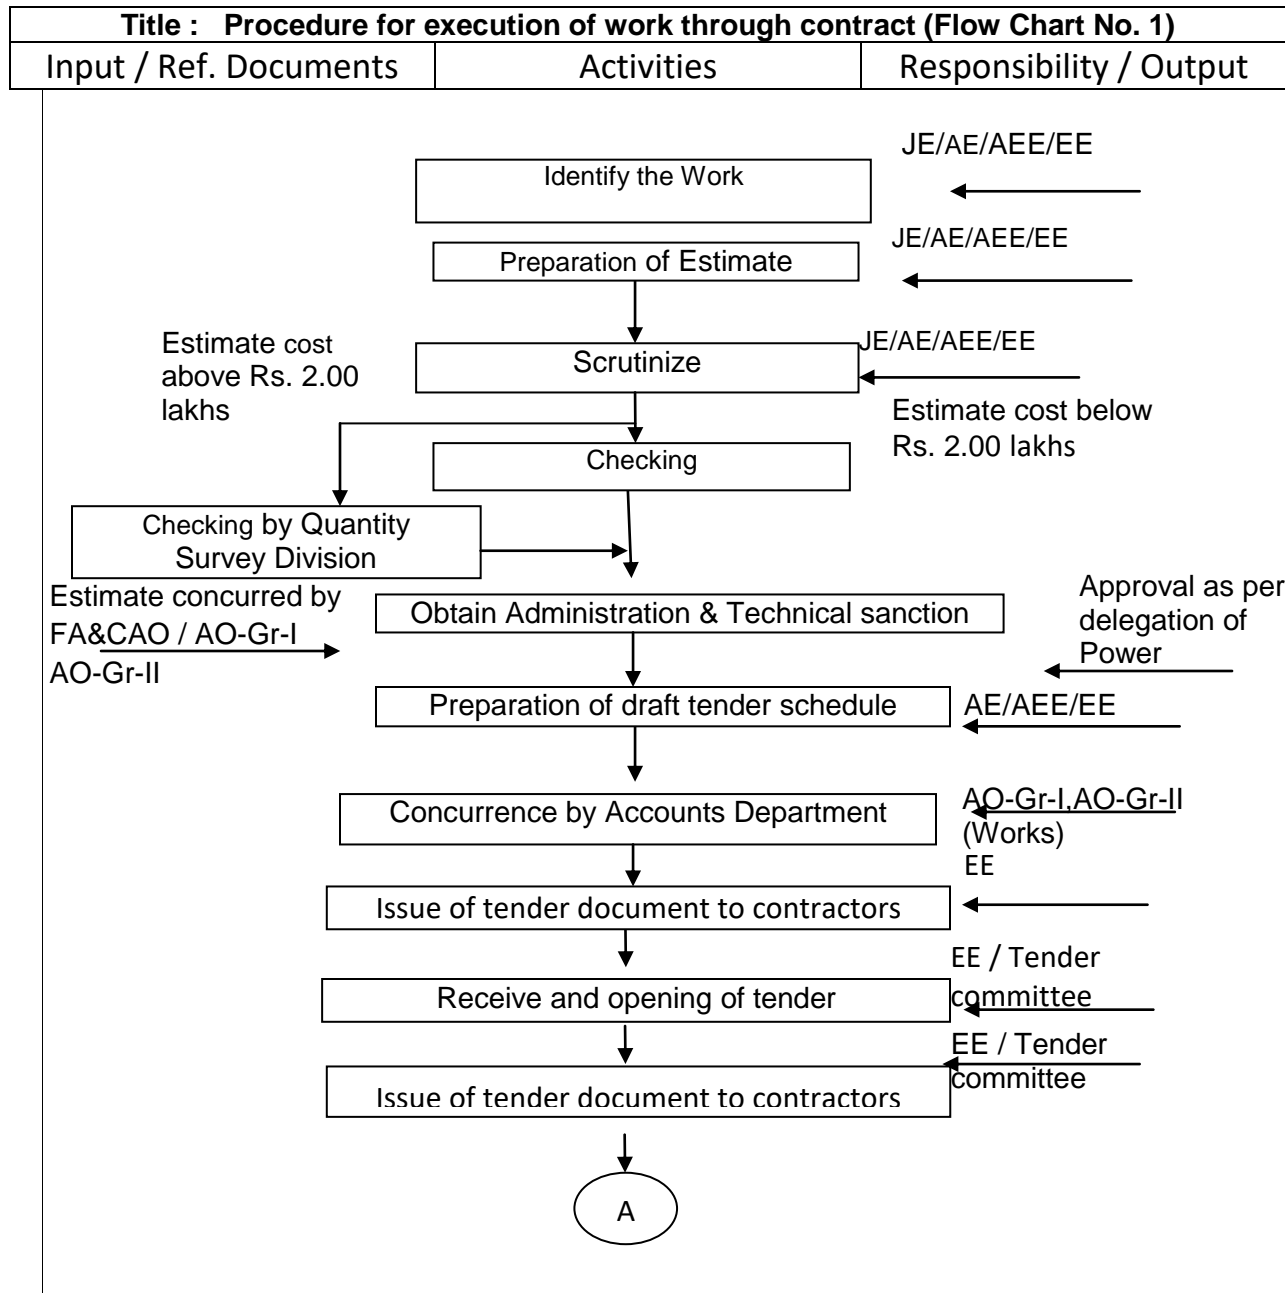 Title :   Procedure for execution of work through contract (Flow Chart No. 1)
Input / Ref. Documents
Activities
Responsibility / Output
JE/AE/AEE/EE
Identify the Work
JE/AE/AEE/EE
Preparation of Estimate
Estimate cost
above Rs. 2.00
lakhs
JE/AE/AEE/EE
Scrutinize
Estimate cost below
Rs. 2.00 lakhs
Checking
Checking by Quantity
Survey Division
Estimate concurred by
FA&CAO / AO-Gr-I
AO-Gr-II
Obtain Administration & Technical sanction
Approval as per
delegation of
Power
Preparation of draft tender schedule
AE/AEE/EE
Concurrence by Accounts Department
AO-Gr-I,AO-Gr-II
(Works)
EE
Issue of tender document to contractors
EE / Tender
committee
Receive and opening of tender
EE / Tender
committee
Issue of tender document to contractors
A